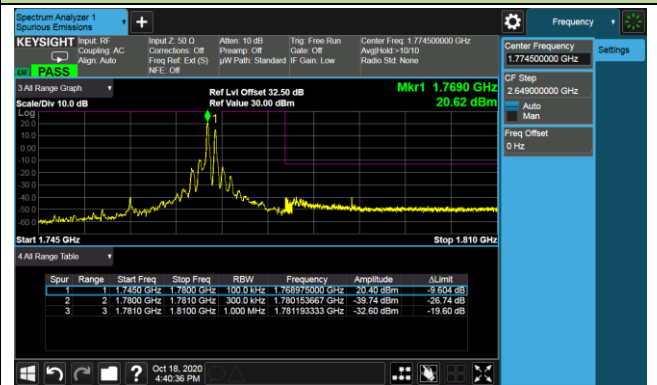 Spectrum Analyzer 1
Spurious Emissions
Frequency
KEYSIGHT
Input: RF
Coupling: AC
Align: Auto
Input Z: 50 Ω
Corrections: Off
Freq Ref: Ext (S)
NFE: Off
Atten: 10 dB
Preamp: Off
µW Path: Standard
Trig: Free Run
Gate: Off
IF Gain: Low
Center Freq: 1.774500000 GHz
Avg|Hold:>10/10
Radio Std: None
PASS
Center Frequency
1.774500000 GHz
Settings
CF Step
2.649000000 GHz
Auto
Man
Freq Offset
0 Hz
3 All Range Graph
Scale/Div 10.0 dB
Ref Lvl Offset 32.50 dB
Ref Value 30.00 dBm
Mkr1 1.7690 GHz
20.62 dBm
Log
1
20.0
10.0
0.00
-10.0
-20.0
-30.0
-40.0
-50.0
-60.0
Start 1.745 GHz
Stop 1.810 GHz
4 All Range Table
Spur Range Start Freq Stop Freq RBW Frequency Amplitude ΔLimit
1 1 1.7450 GHz 1.7800 GHz 100.0 kHz 1.768975000 GHz 20.40 dBm -9.604 dB
2 2 1.7800 GHz 1.7810 GHz 300.0 kHz 1.780153667 GHz -39.74 dBm -26.74 dB
3 3 1.7810 GHz 1.8100 GHz 1.000 MHz 1.781193333 GHz -32.60 dBm -19.60 dB
?
Oct 18, 2020
4:40:36 PM